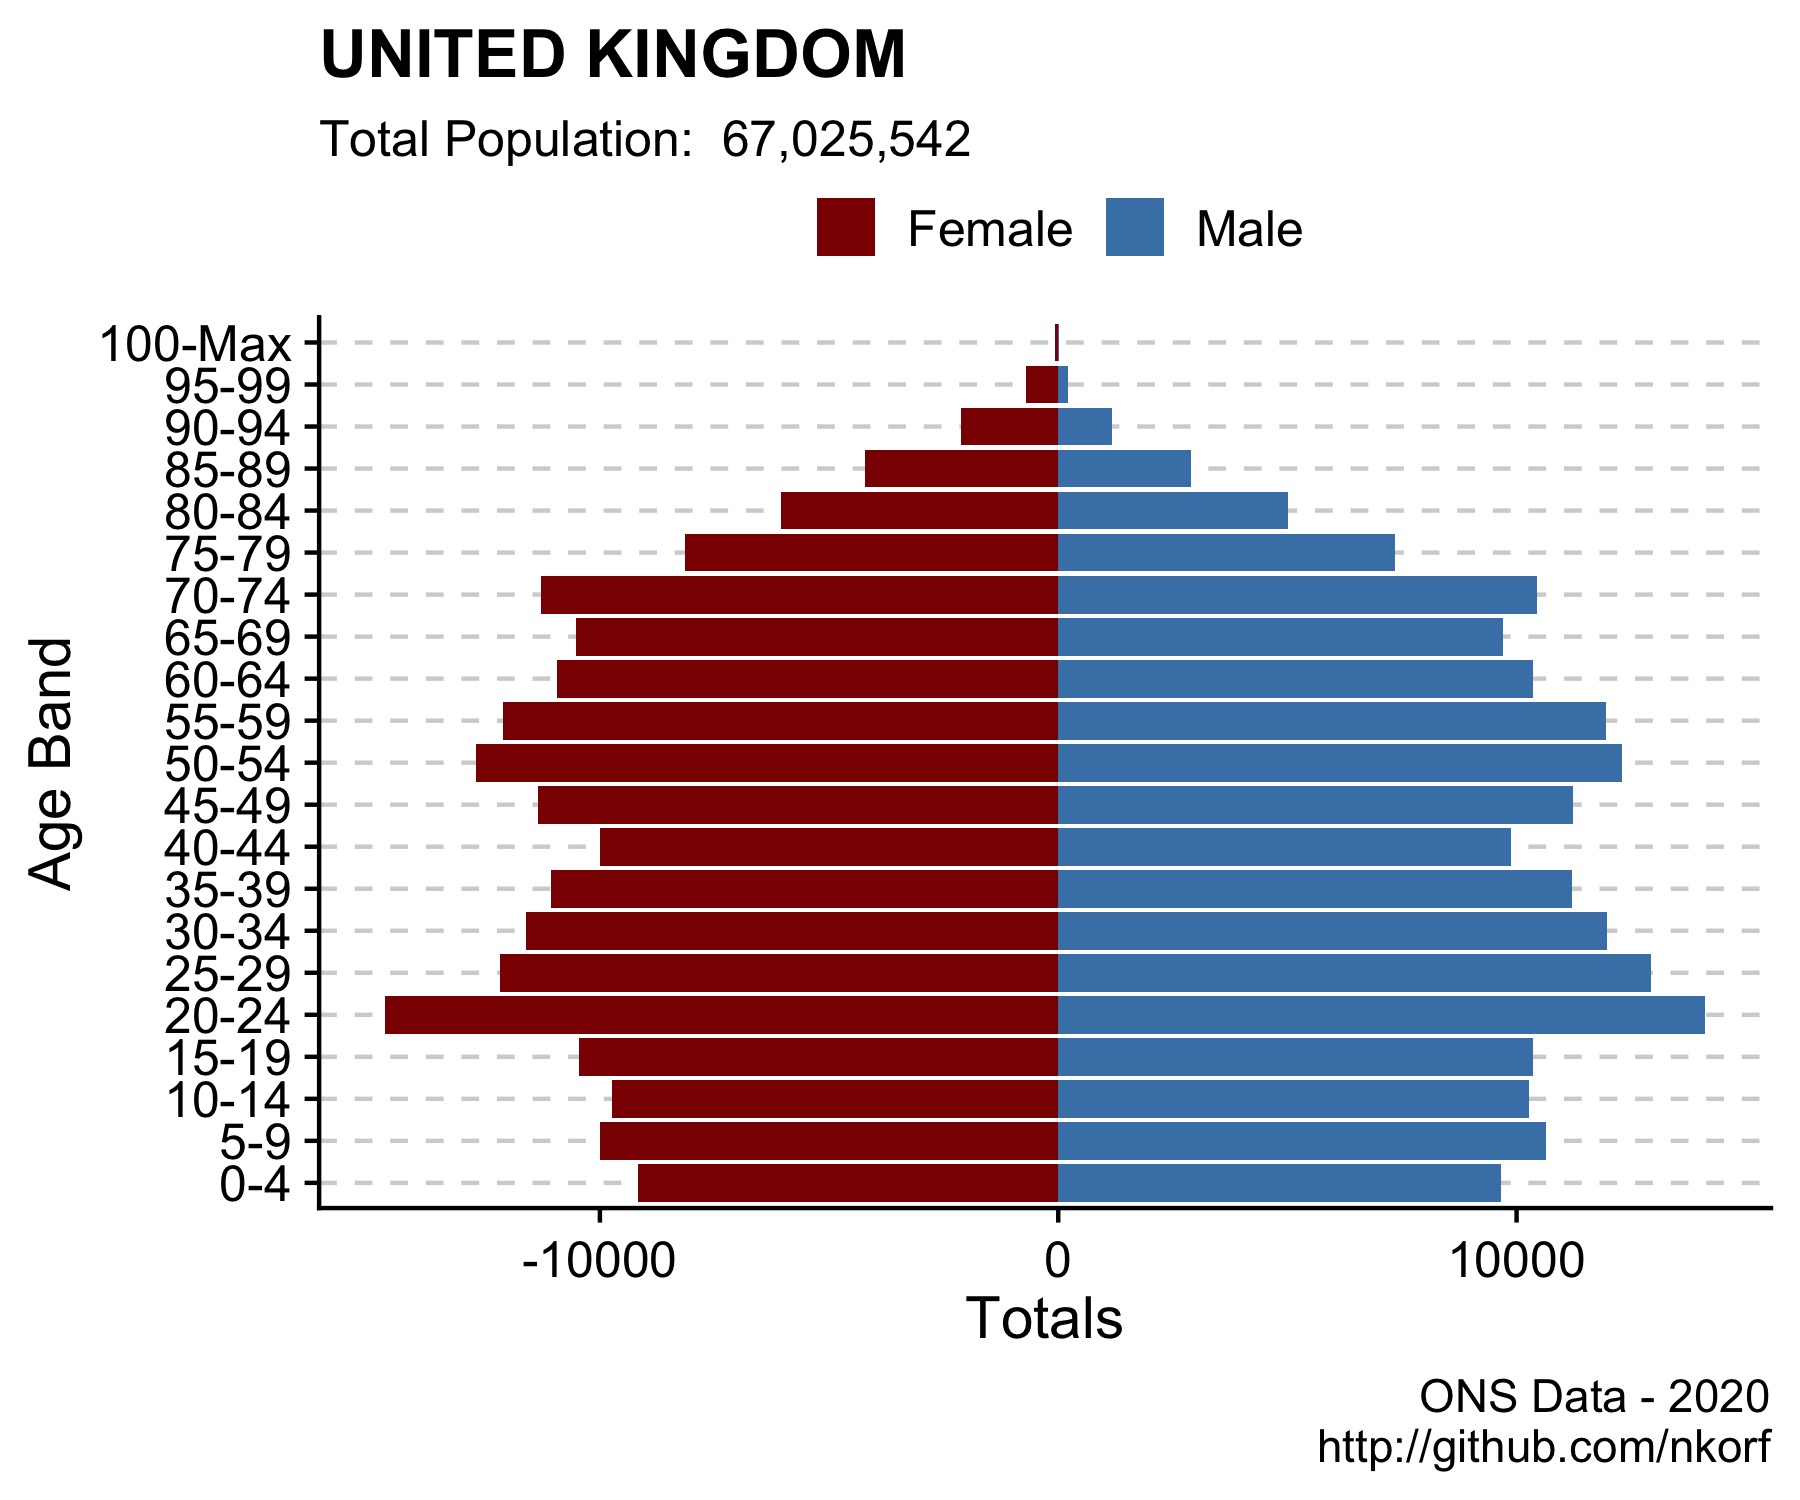 UNITED KINGDOM
Total Population:  67,025,542
Female Male
100-Max
95-99
90-94
85-89
80-84
75-79
70-74
65-69
60-64
55-59
50-54
45-49
40-44
35-39
30-34
25-29
20-24
15-19
10-14
5-9
0-4
Age Band
-10000 0 10000
Totals
ONS Data - 2020
http://github.com/nkorf